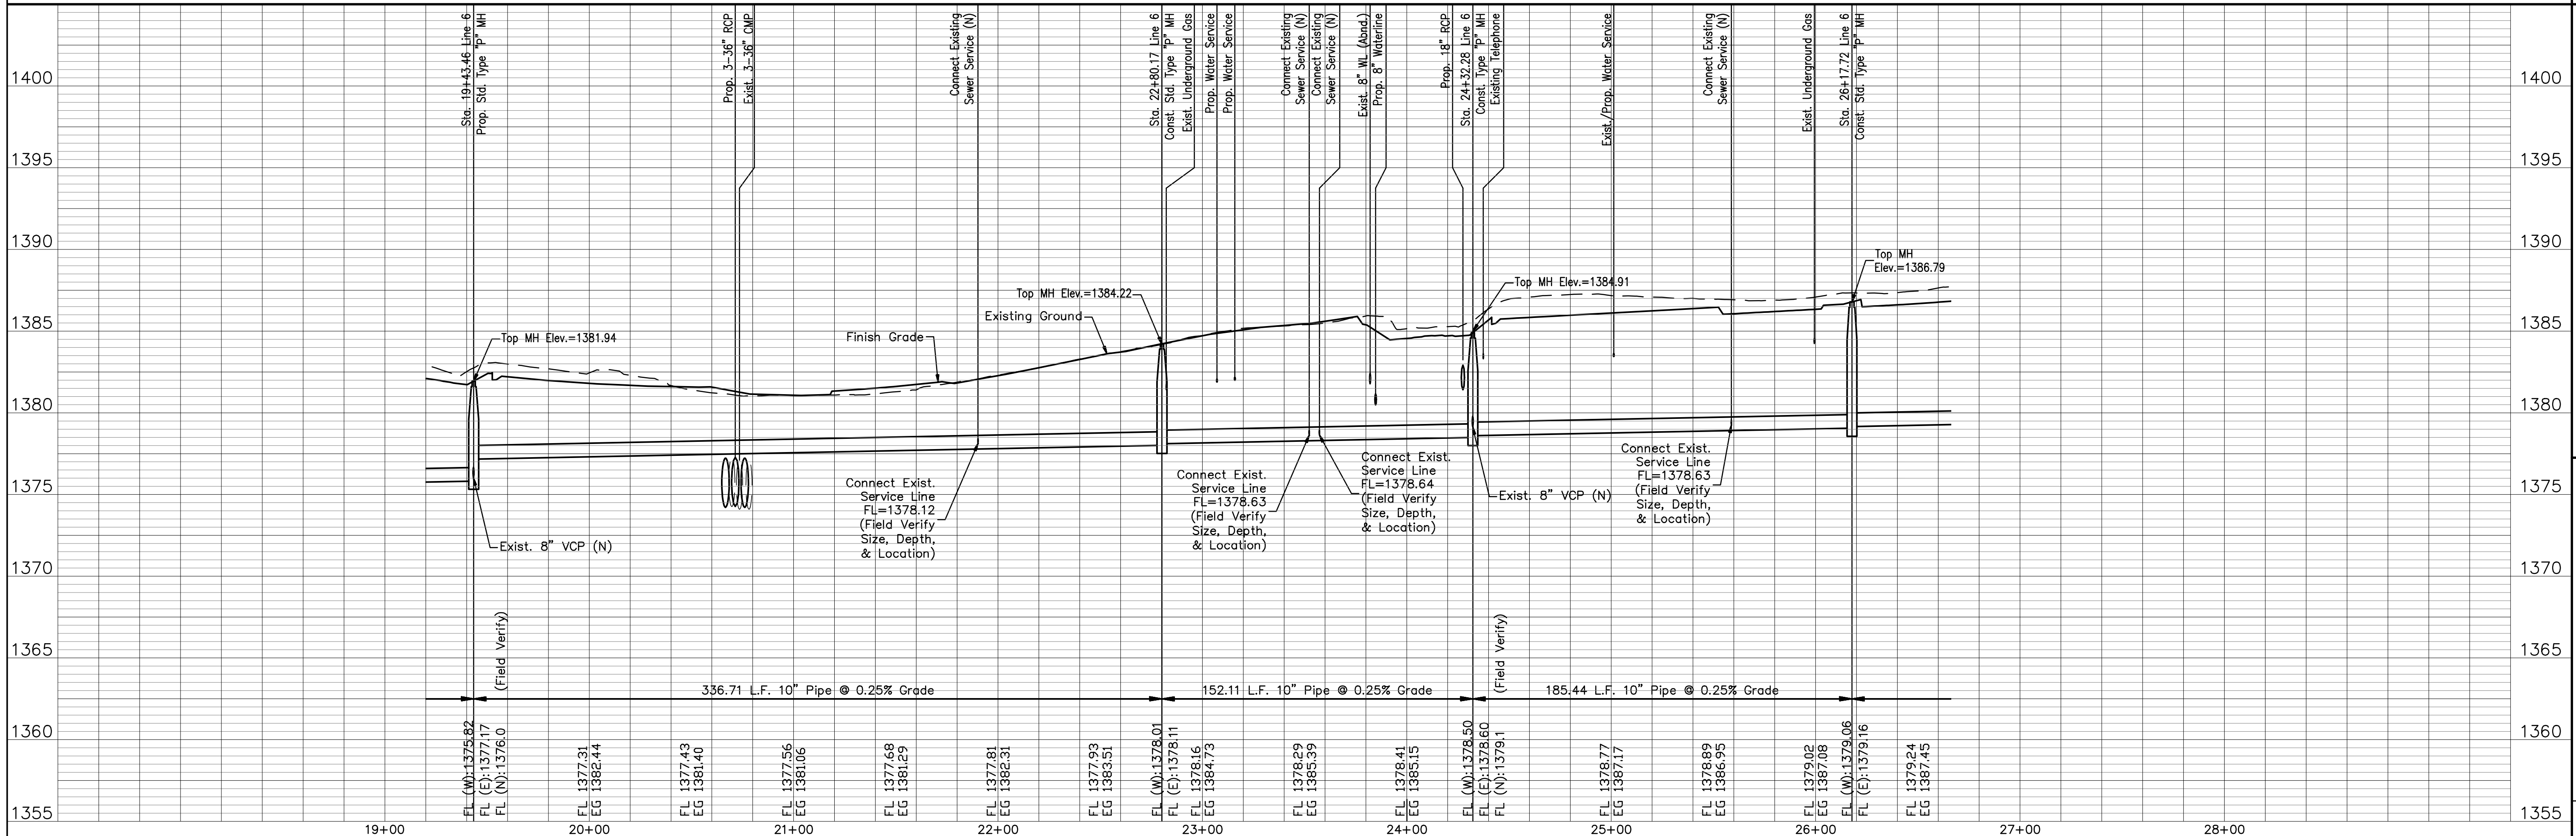 Sta. 19+43.46 Line 6
Prop. Std. Type "P" MH
Prop. 3-36" RCP
Exist. 3-36" CMP
Connect Existing
Sewer Service (N)
Sta. 22+80.17 Line 6
Const. Std. Type "P" MH
Exist. Underground Gas
Prop. Water Service
Prop. Water Service
Connect Existing
Sewer Service (N)
Connect Existing
Sewer Service (N)
Exist. 8" WL (Abnd.)
Prop. 8" Waterline
Prop. 18" RCP
Sta. 24+32.28 Line 6
Const. Type "P" MH
Existing Telephone
Exist./Prop. Water Service
Connect Existing
Sewer Service (N)
Exist. Underground Gas
Sta. 26+17.72 Line 6
Const. Std. Type "P" MH
1400
1400
1395
1395
1390
1390
1385
1385
1380
1380
1375
1375
1370
1370
1365
1365
1360
1360
1355
1355
Top MH Elev.=1381.94
Finish Grade
Existing Ground
Top MH Elev.=1384.22
Top MH Elev.=1384.91
Top MH
Elev.=1386.79
Exist. 8" VCP (N)
Connect Exist.
Service Line
FL=1378.12
(Field Verify
Size, Depth,
& Location)
Connect Exist.
Service Line
FL=1378.63
(Field Verify
Size, Depth,
& Location)
Connect Exist.
Service Line
FL=1378.64
(Field Verify
Size, Depth,
& Location)
Exist. 8" VCP (N)
Connect Exist.
Service Line
FL=1378.63
(Field Verify
Size, Depth,
& Location)
336.71 L.F. 10" Pipe @ 0.25% Grade
152.11 L.F. 10" Pipe @ 0.25% Grade
185.44 L.F. 10" Pipe @ 0.25% Grade
FL (W):1375.82
FL (E):1377.17
FL (N):1376.0 (Field Verify)
FL 1377.31
EG 1382.44
FL 1377.43
EG 1381.40
FL 1377.56
EG 1381.06
FL 1377.68
EG 1381.29
FL 1377.81
EG 1382.31
FL 1377.93
EG 1383.51
FL (W):1378.01
FL (E):1378.11
FL 1378.16
EG 1384.73
FL 1378.29
EG 1385.39
FL 1378.41
EG 1385.15
FL (W):1378.50
FL (E):1378.60
FL (N):1379.1 (Field Verify)
FL 1378.77
EG 1387.17
FL 1378.89
EG 1386.95
FL 1379.02
EG 1387.08
FL (W):1379.06
FL (E):1379.16
FL 1379.24
EG 1387.45
19+00
20+00
21+00
22+00
23+00
24+00
25+00
26+00
27+00
28+00